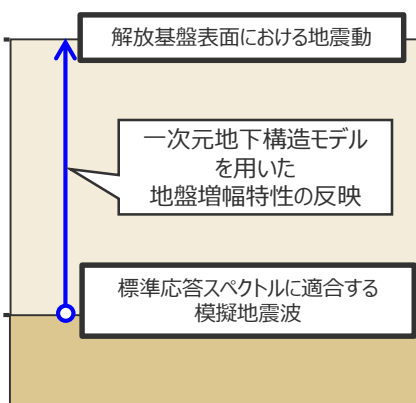 解放基盤表面における地震動
一次元地下構造モデル
を用いた
地盤増幅特性の反映
標準応答スペクトルに適合する
模擬地震波